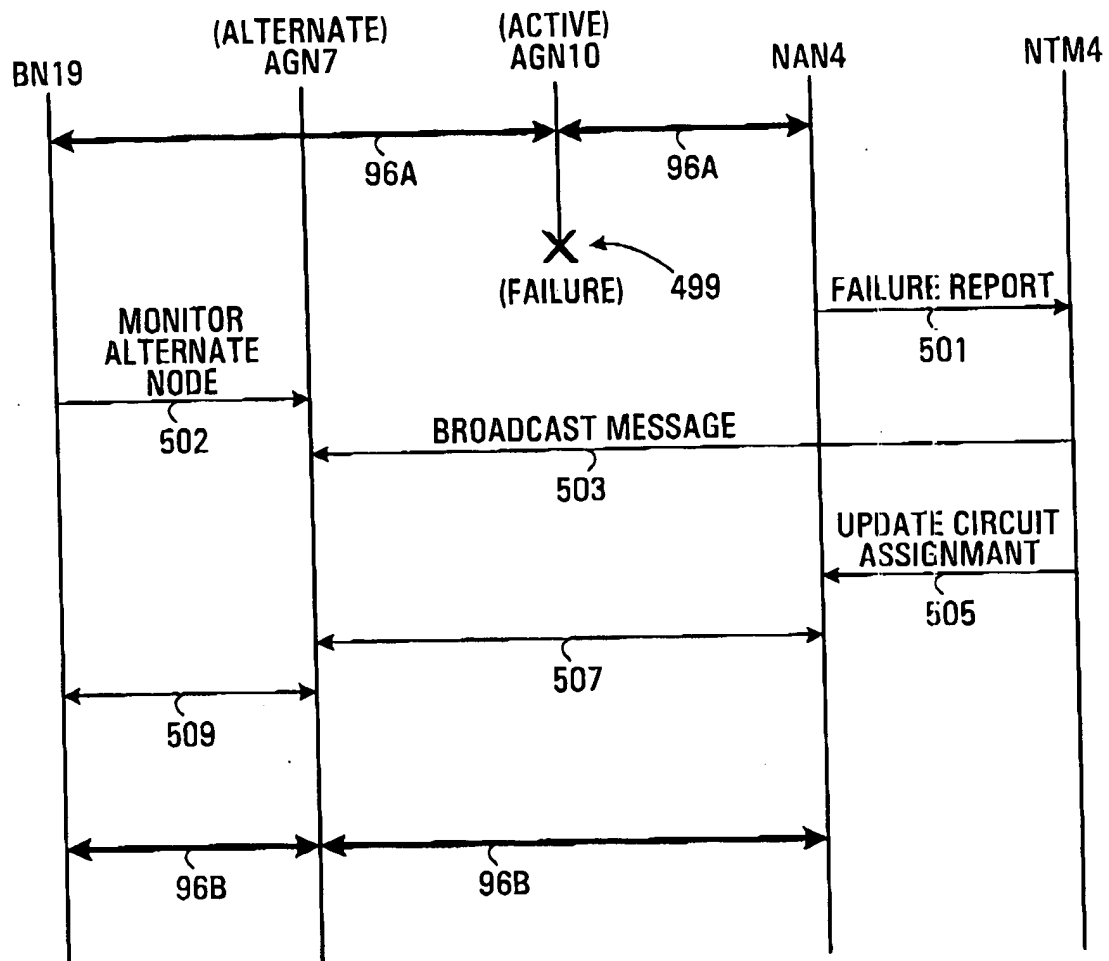 BN19
(ALTERNATE)
AGN7
(ACTIVE)
AGN10
NAN4
NTM4
96A
96A
(FAILURE)
499
FAILURE REPORT
501
MONITOR
ALTERNATE
NODE
502
BROADCAST MESSAGE
503
UPDATE CIRCUIT
ASSIGNMANT
505
507
509
96B
96B